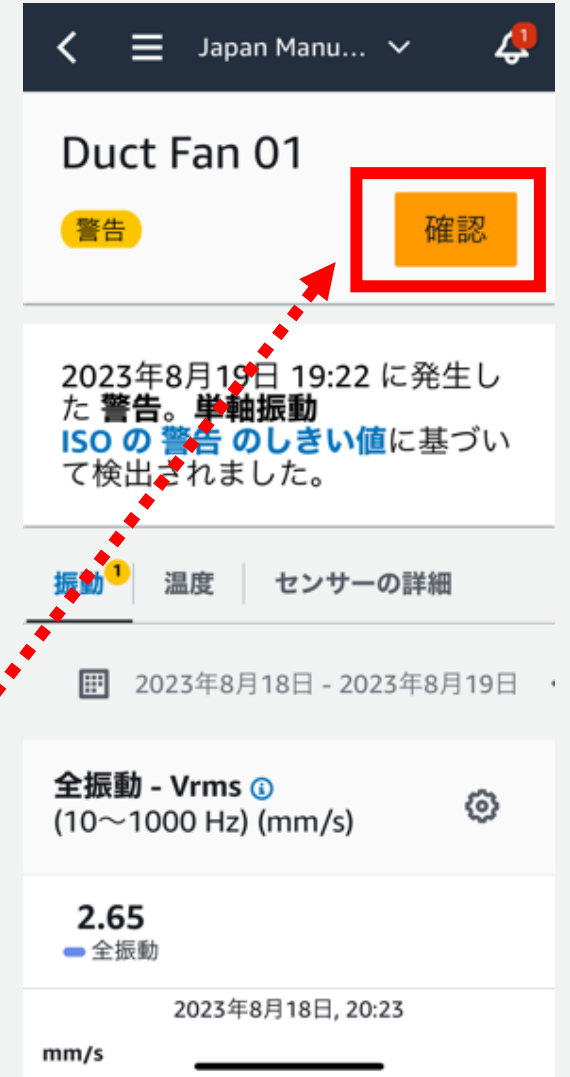 Japan Manu...
1
Duct Fan 01
警告
確認
2023年8月19日 19:22 に発生し
た 警告。単軸振動
ISO の 警告 のしきい値に基づい
て検出されました。
振動 1 温度 センサーの詳細
2023年8月18日 - 2023年8月19日
全振動 - Vrms
(10～1000 Hz) (mm/s)
2.65
全振動
2023年8月18日, 20:23
mm/s